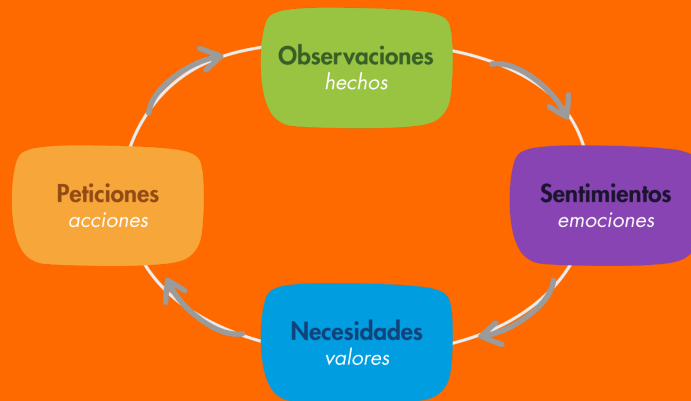 Observaciones
hechos
Peticiones
acciones
Sentimientos
emociones
Necesidades
valores